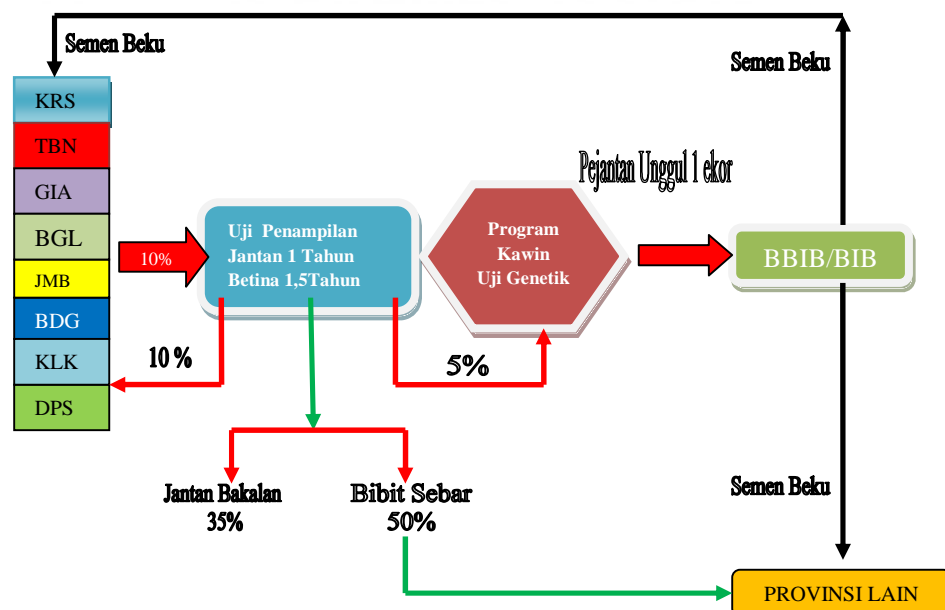 Semen Beku
Semen Beku
KRS
TBN
GIA
BGL
JMB
BDG
KLK
DPS
10%
Uji Penampilan
Jantan 1 Tahun
Betina 1,5Tahun
Program
Kawin
Uji Genetik
Pejantan Unggul 1 ekor
BBIB/BIB
10 %
5%
Jantan Bakalan
35%
Bibit Sebar
50%
Semen Beku
PROVINSI LAIN